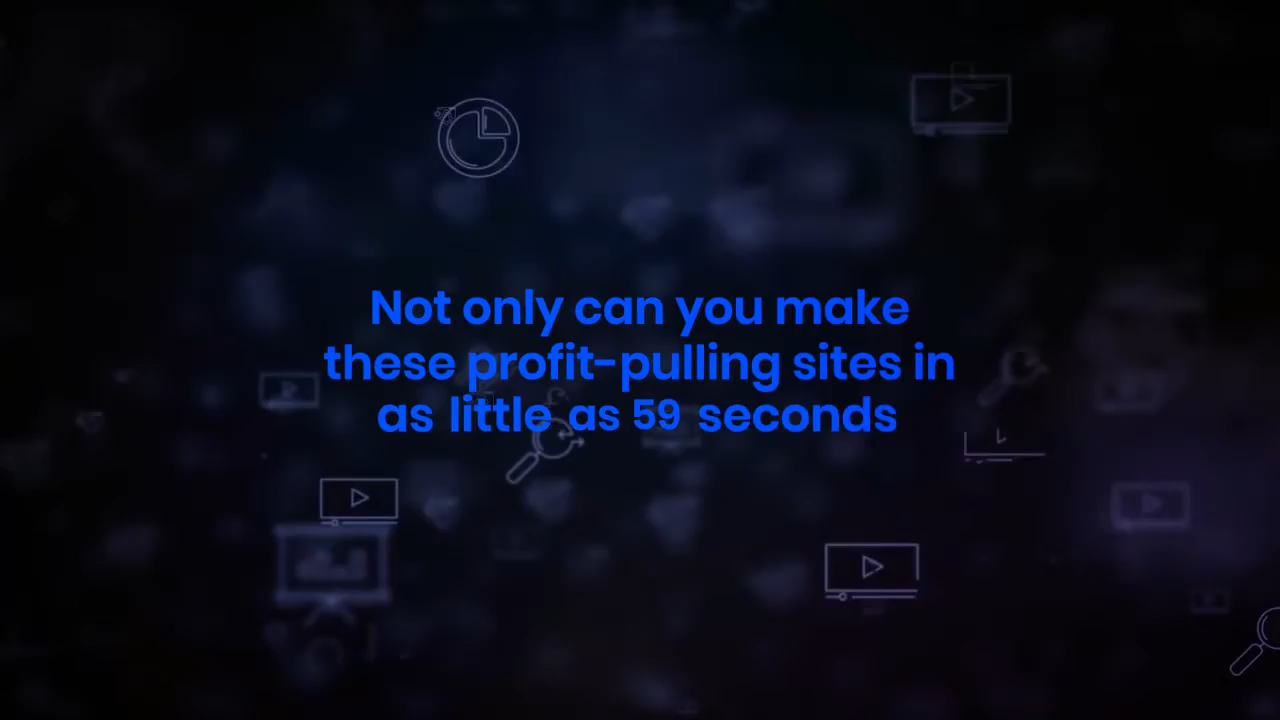 Not only can you make
these profit-pulling sites in
as little as 59 seconds